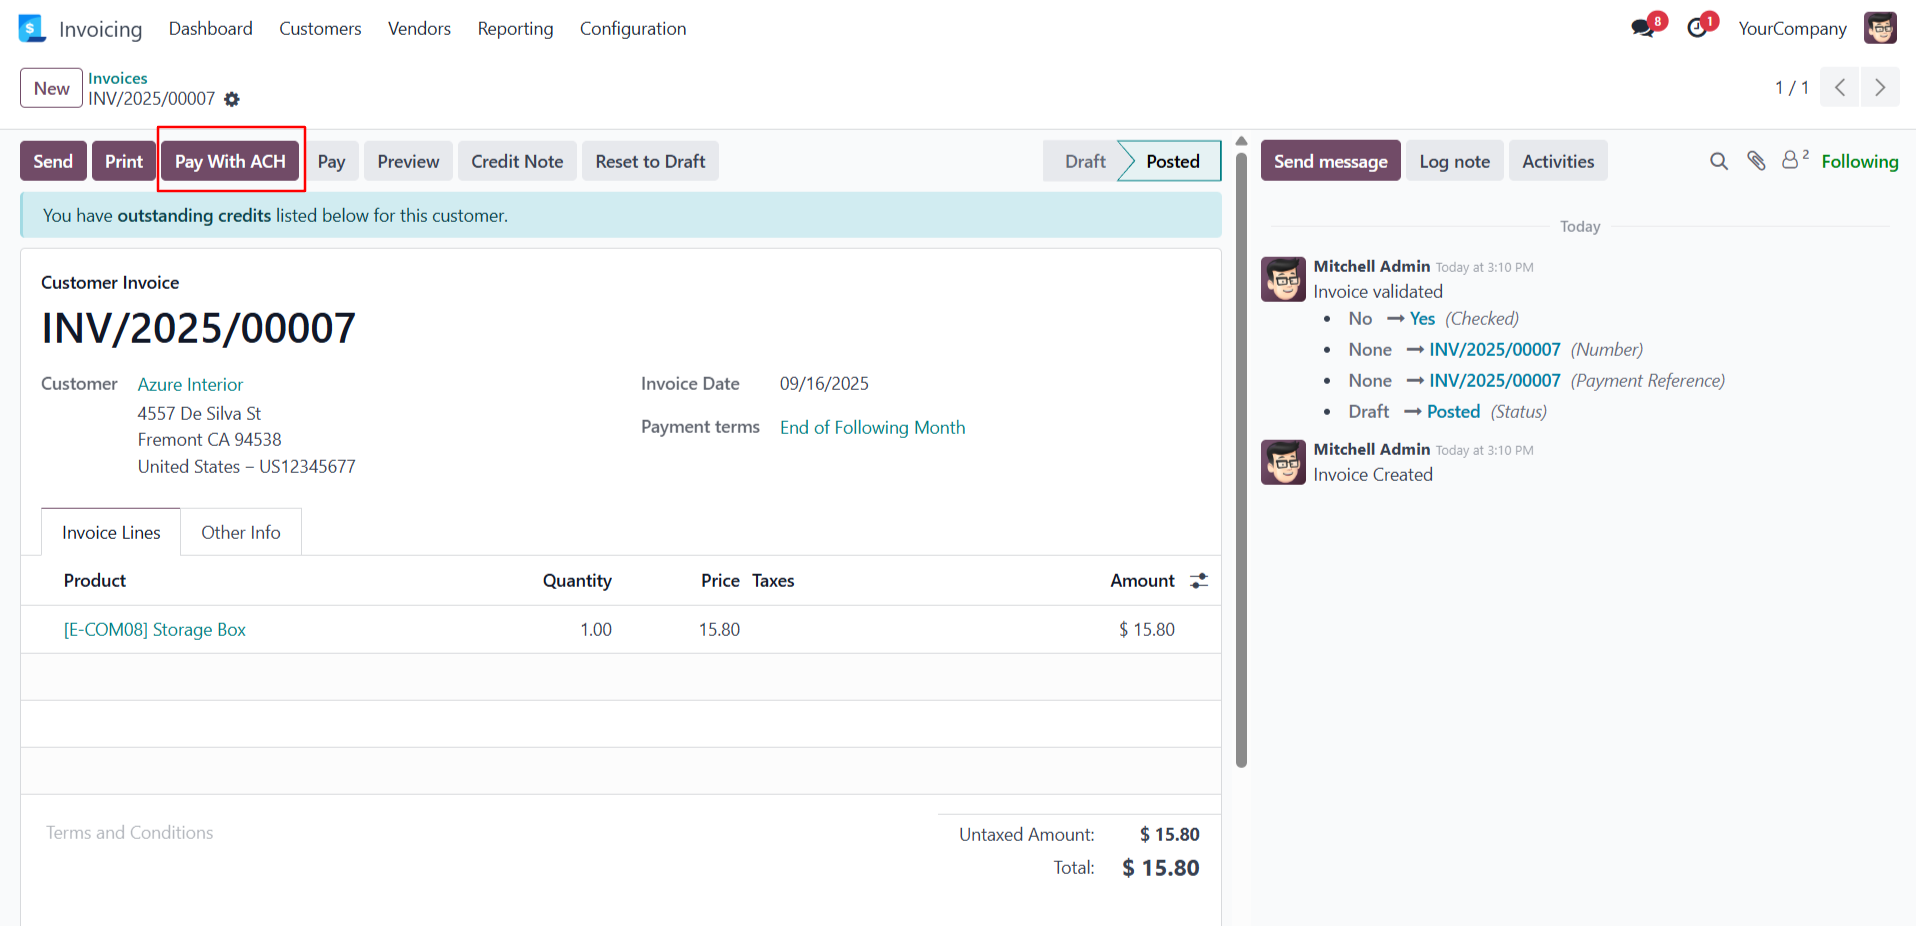 Invoicing Dashboard Customers Vendors Reporting Configuration 8 1 YourCompany
New Invoices
INV/2025/00007
1 / 1
Send Print Pay With ACH Pay Preview Credit Note Reset to Draft Draft Posted
You have outstanding credits listed below for this customer.
Customer Invoice
INV/2025/00007
Customer Azure Interior
4557 De Silva St
Fremont CA 94538
United States – US12345677
Invoice Date 09/16/2025
Payment terms End of Following Month
Invoice Lines Other Info
Product Quantity Price Taxes Amount
[E-COM08] Storage Box 1.00 15.80 $ 15.80
Terms and Conditions
Untaxed Amount: $ 15.80
Total: $ 15.80
Send message Log note Activities 2 Following
Today
Mitchell Admin Today at 3:10 PM
Invoice validated
• No → Yes (Checked)
• None → INV/2025/00007 (Number)
• None → INV/2025/00007 (Payment Reference)
• Draft → Posted (Status)
Mitchell Admin Today at 3:10 PM
Invoice Created